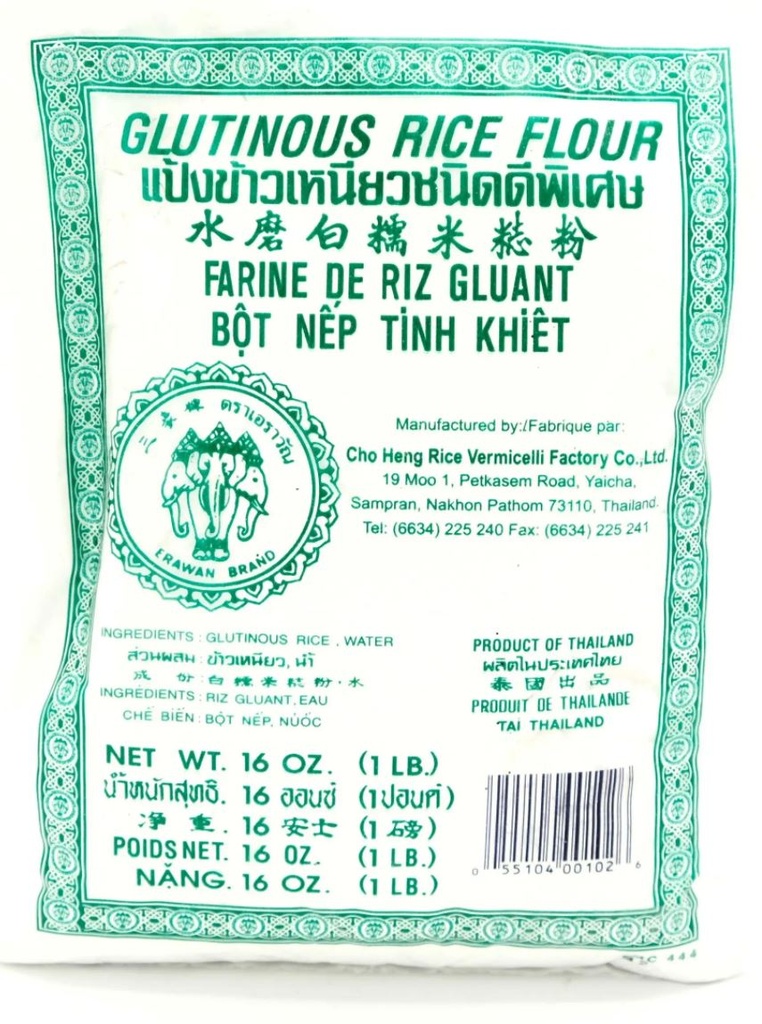 GLUTINOUS RICE FLOUR
แป้งข้าวเหนียวชนิดดีพิเศษ
水磨白糯米粉
FARINE DE RIZ GLUANT
BỘT NẾP TINH KHIẾT
三象牌 ตราเอราวัณ
ERAWAN BRAND
Manufactured by:/Fabrique par:
Cho Heng Rice Vermicelli Factory Co.,Ltd.
19 Moo 1, Petkasem Road, Yaicha,
Sampran, Nakhon Pathom 73110, Thailand.
Tel: (6634) 225 240 Fax: (6634) 225 241
INGREDIENTS : GLUTINOUS RICE , WATER
ส่วนผสม : ข้าวเหนียว, น้ำ
成份 : 白糯米粉・水
INGRÉDIENTS : RIZ GLUANT, EAU
CHẾ BIẾN : BỘT NẾP, NƯỚC
PRODUCT OF THAILAND
ผลิตในประเทศไทย
泰國出品
PRODUIT DE THAILANDE
TAI THAILAND
NET WT. 16 OZ. (1 LB.)
น้ำหนักสุทธิ. 16 ออนซ์ (1ปอนด์)
净重. 16 安士 (1 磅)
POIDS NET. 16 OZ. (1 LB.)
NẶNG. 16 OZ. (1 LB.)
0 55104 00102 6
444